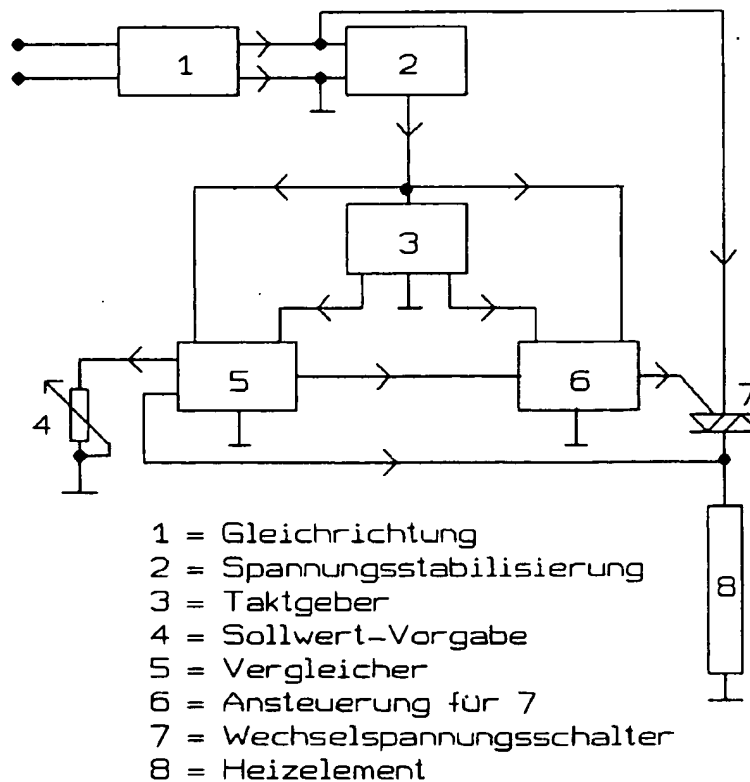 1
2
3
5
6
4
7
8
1 = Gleichrichtung
2 = Spannungsstabilisierung
3 = Taktgeber
4 = Sollwert-Vorgabe
5 = Vergleicher
6 = Ansteuerung für 7
7 = Wechselspannungsschalter
8 = Heizelement